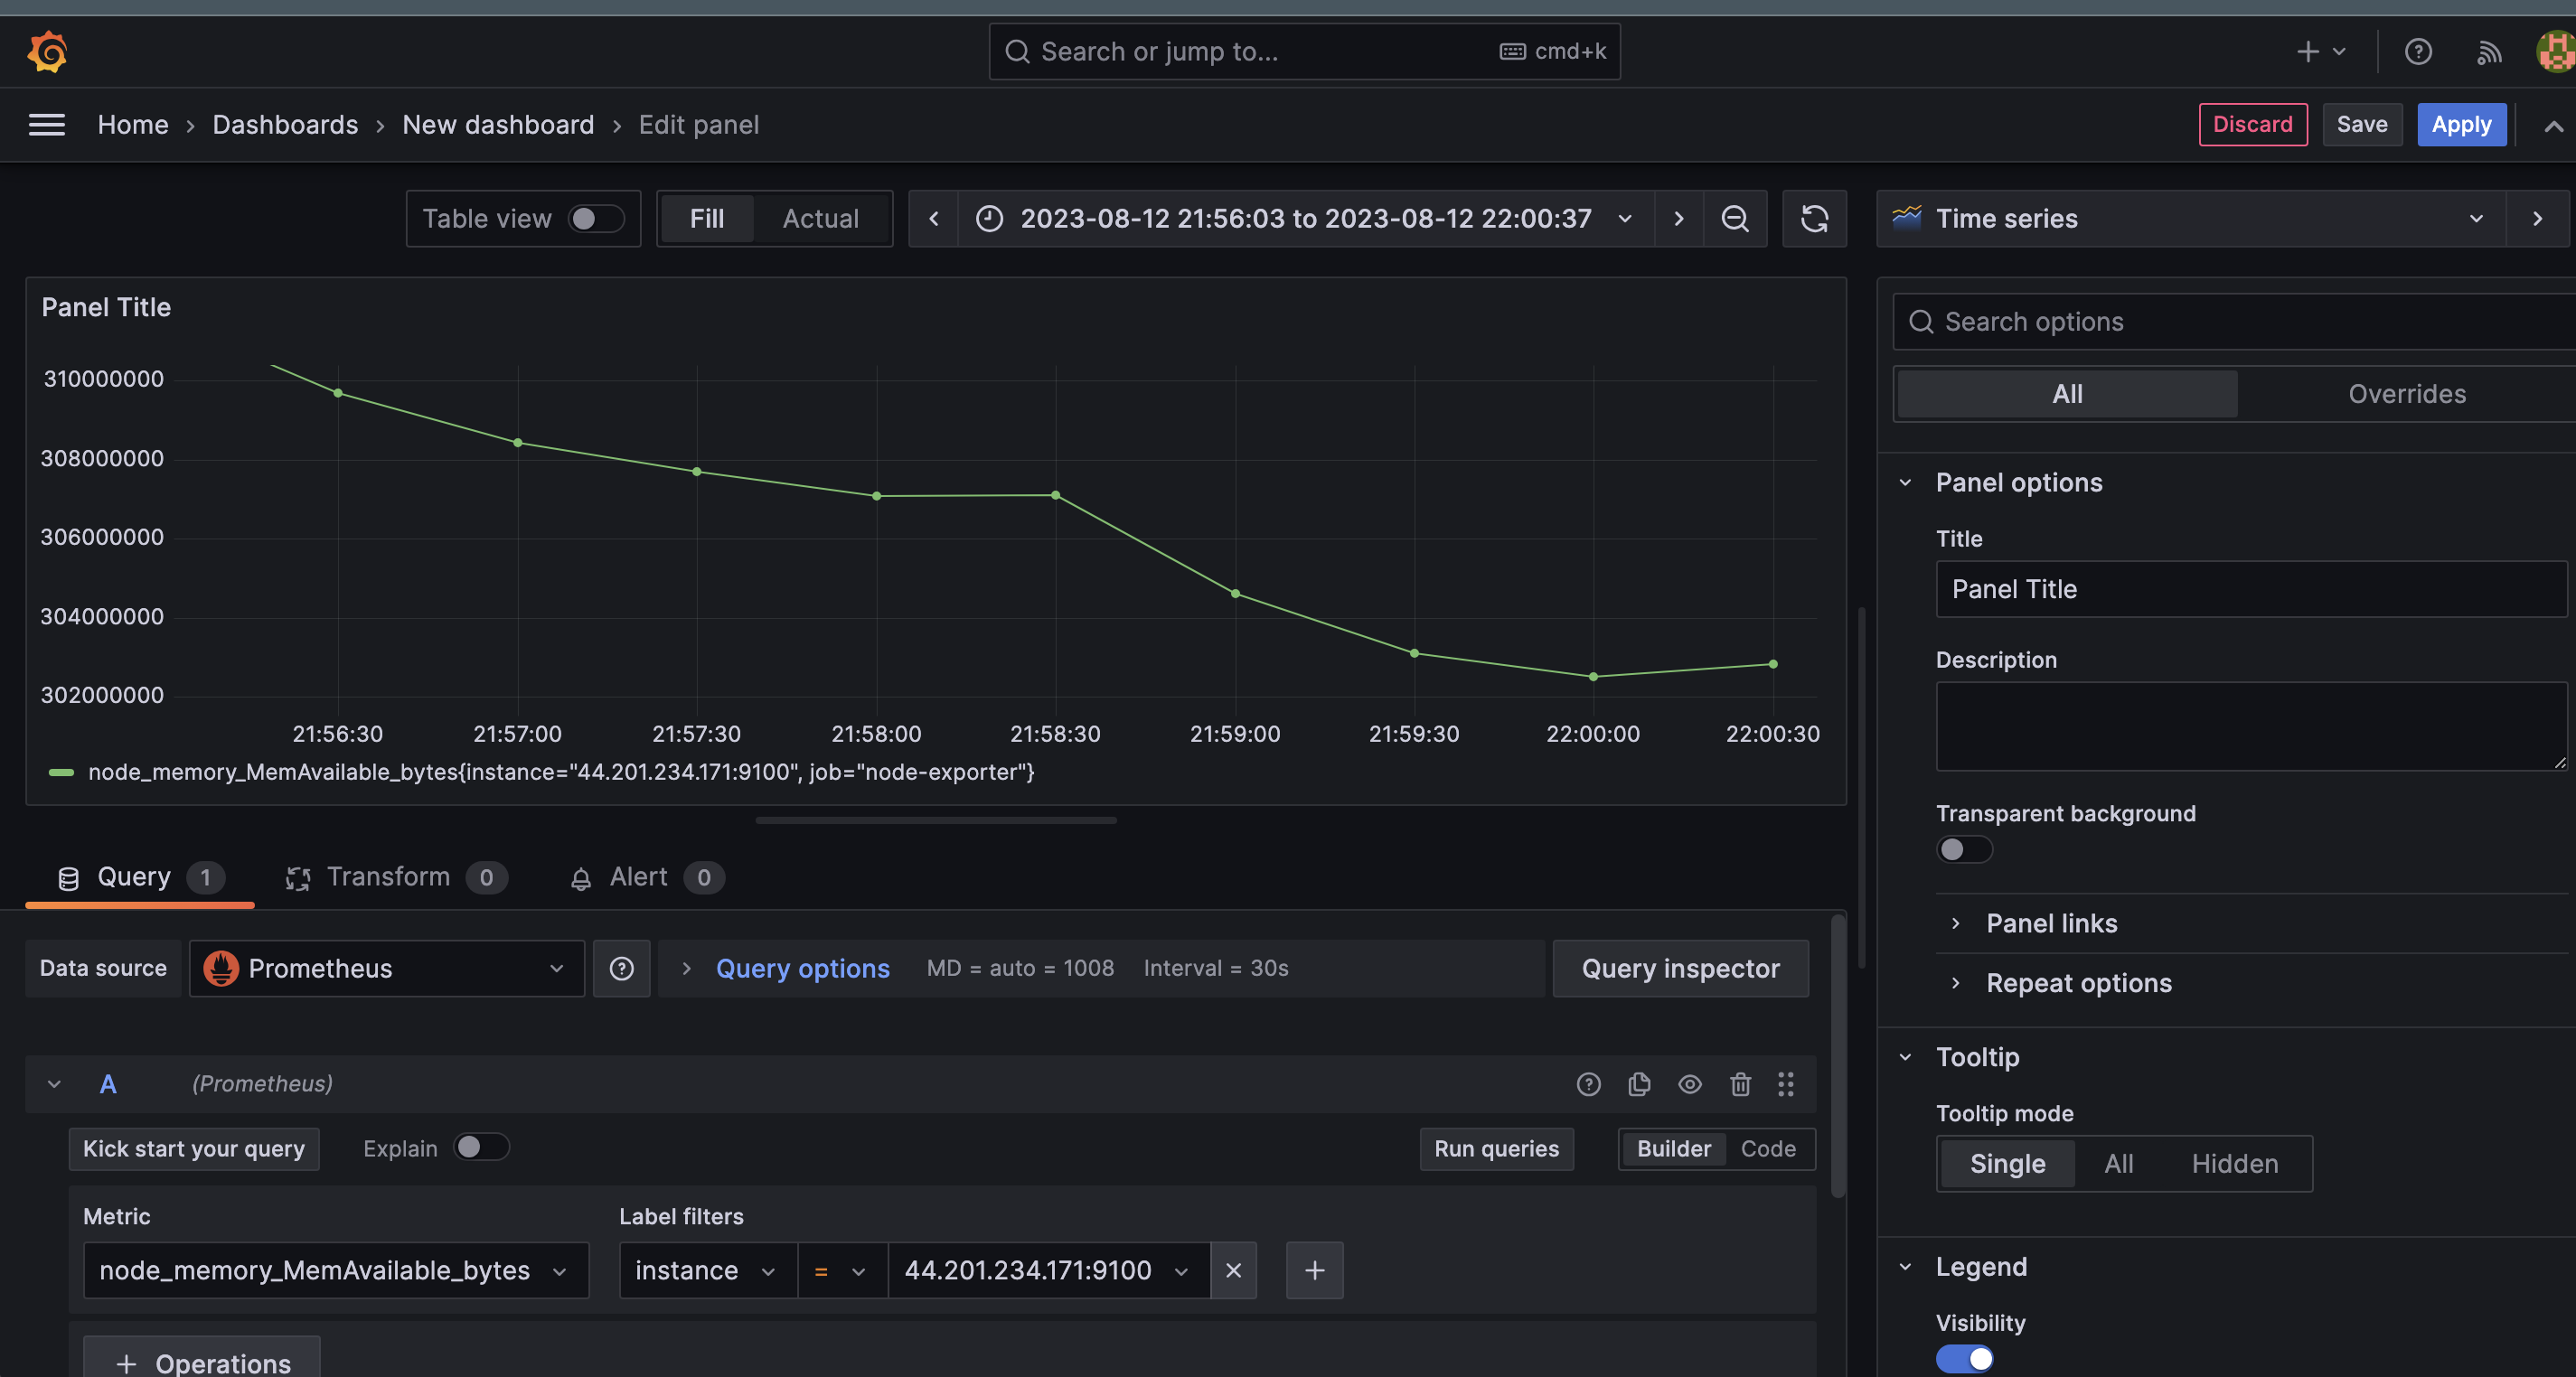 Search or jump to... cmd+k
Home › Dashboards › New dashboard › Edit panel Discard Save Apply
Table view Fill Actual 2023-08-12 21:56:03 to 2023-08-12 22:00:37 Time series
Panel Title
310000000
308000000
306000000
304000000
302000000
21:56:30 21:57:00 21:57:30 21:58:00 21:58:30 21:59:00 21:59:30 22:00:00 22:00:30
node_memory_MemAvailable_bytes{instance="44.201.234.171:9100", job="node-exporter"}
Query 1 Transform 0 Alert 0
Data source Prometheus Query options MD = auto = 1008 Interval = 30s Query inspector
A (Prometheus)
Kick start your query Explain Run queries Builder Code
Metric Label filters
node_memory_MemAvailable_bytes instance = 44.201.234.171:9100
+ Operations
Search options
All Overrides
Panel options
Title
Panel Title
Description
Transparent background
Panel links
Repeat options
Tooltip
Tooltip mode
Single All Hidden
Legend
Visibility